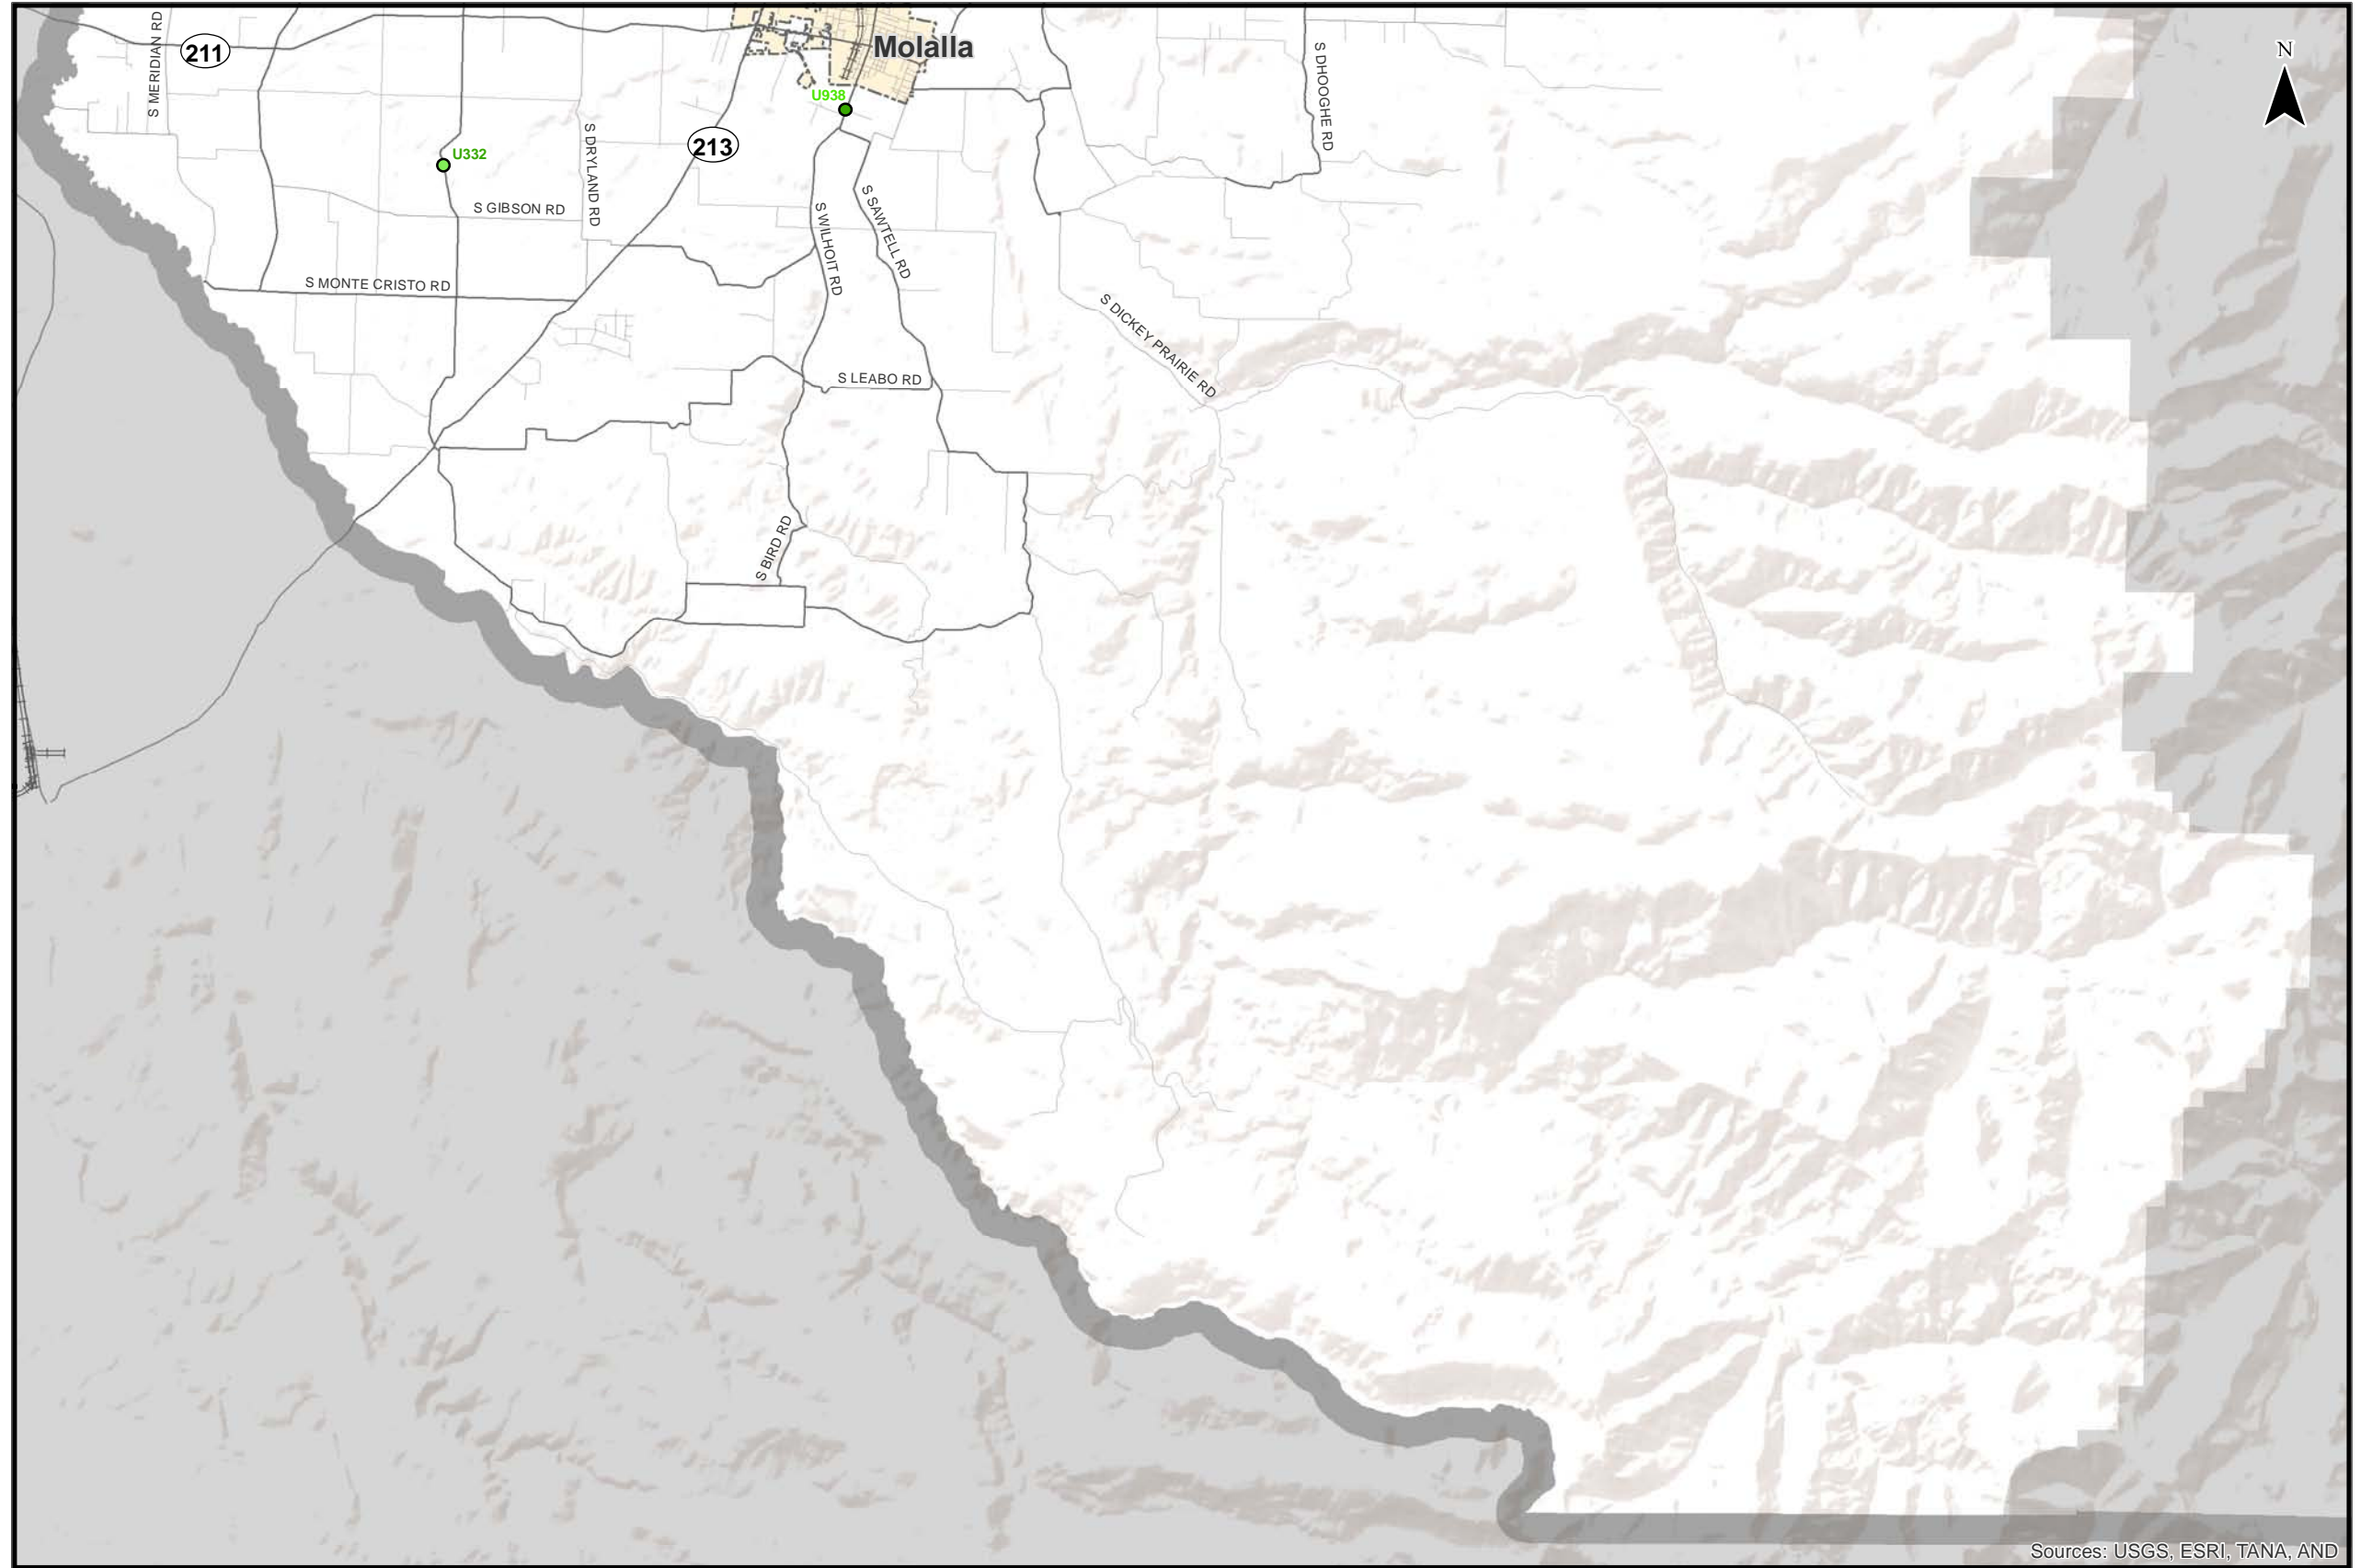 S MERIDIAN RD
211
Molalla
N
S DHOOGHE RD
U938
U332
S DRYLAND RD
213
S GIBSON RD
S WILHOIT RD
S SAWTELL RD
S MONTE CRISTO RD
S DICKEY PRAIRIE RD
S LEABO RD
S BIRD RD
Sources: USGS, ESRI, TANA, AND